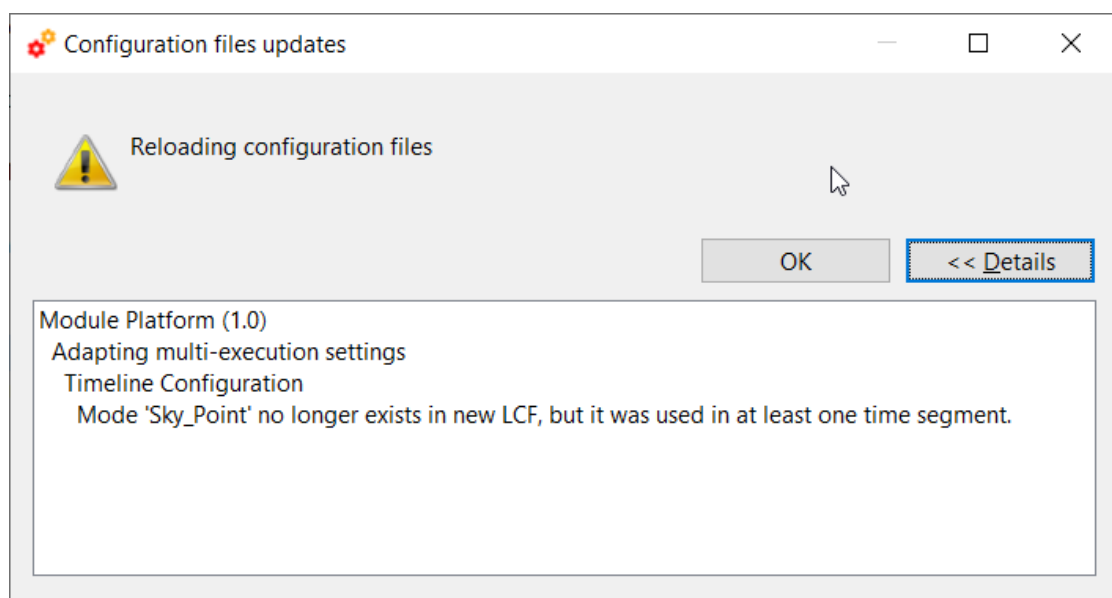 Configuration files updates
Reloading configuration files
OK
<< Details
Module Platform (1.0)
Adapting multi-execution settings
Timeline Configuration
Mode 'Sky_Point' no longer exists in new LCF, but it was used in at least one time segment.